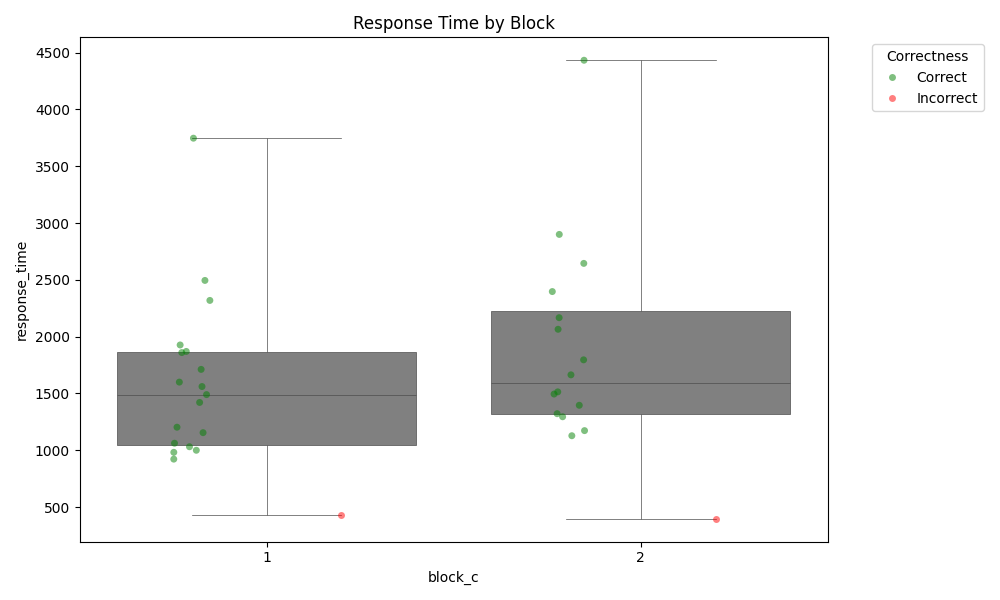 Response Time by Block
Correctness
Correct
Incorrect
response_time
4500
4000
3500
3000
2500
2000
1500
1000
500
1
2
block_c